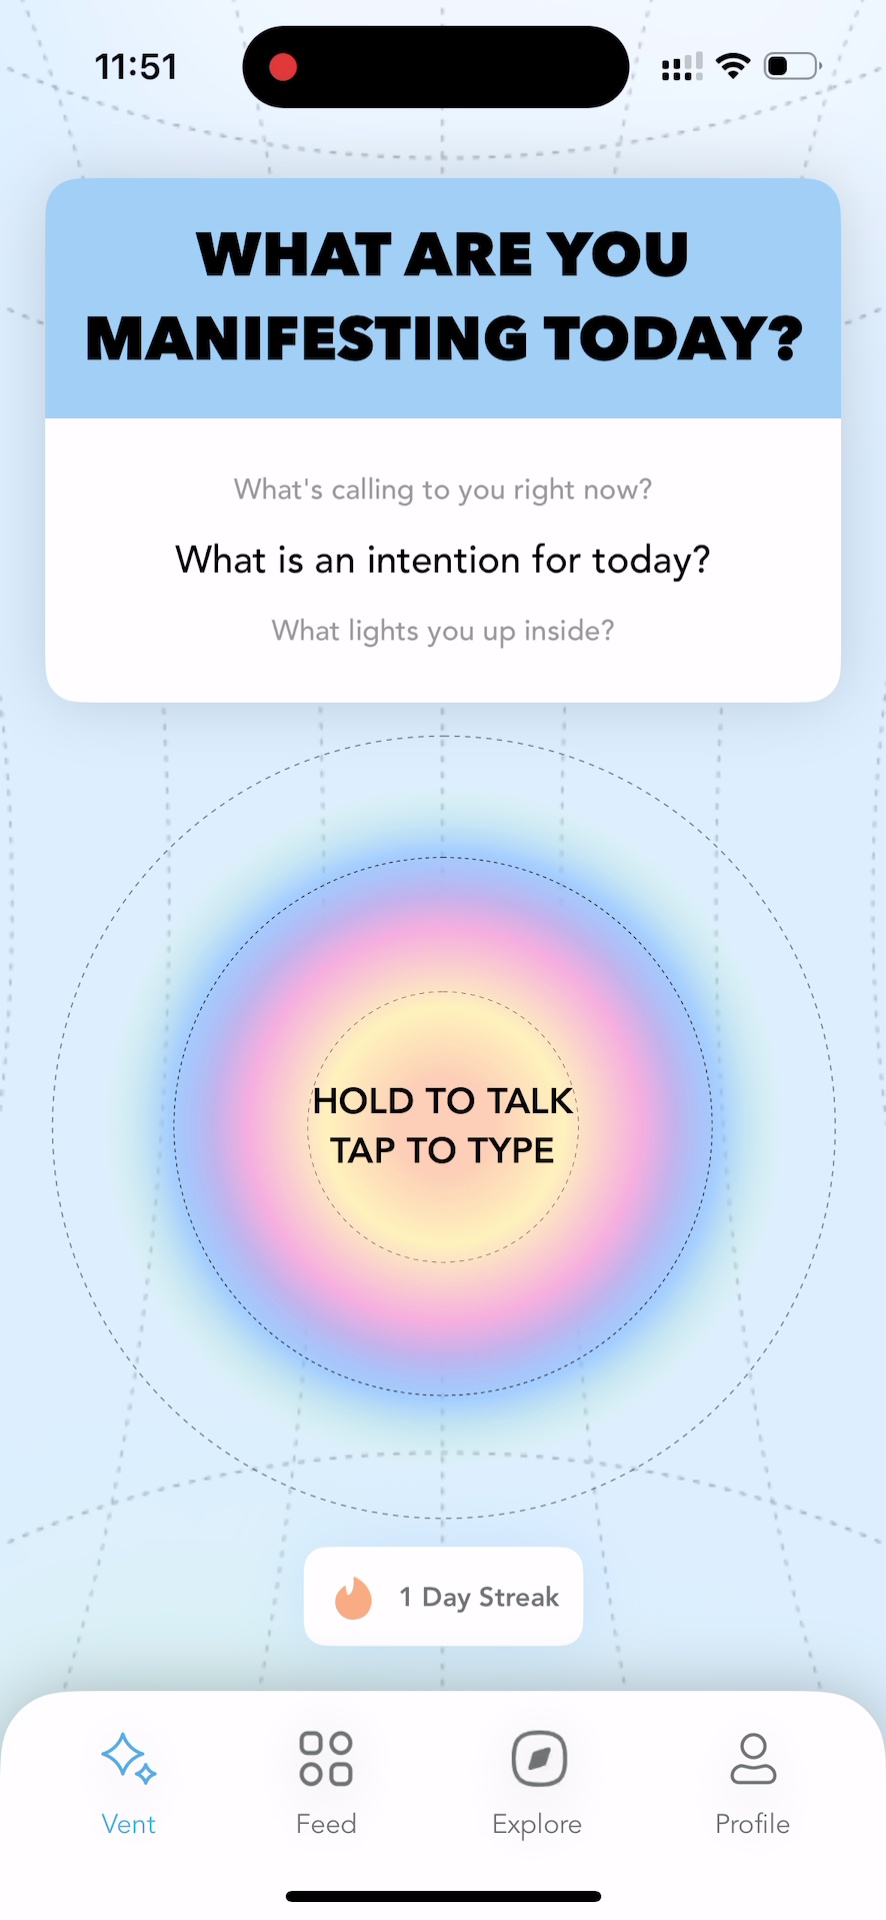 11:51
WHAT ARE YOU
MANIFESTING TODAY?
What's calling to you right now?
What is an intention for today?
What lights you up inside?
HOLD TO TALK
TAP TO TYPE
1 Day Streak
Vent
Feed
Explore
Profile